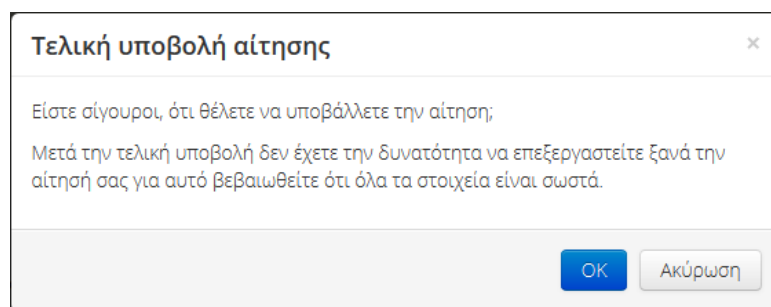 Τελική υποβολή αίτησης
×
Είστε σίγουροι, ότι θέλετε να υποβάλλετε την αίτηση;
Μετά την τελική υποβολή δεν έχετε την δυνατότητα να επεξεργαστείτε ξανά την
αίτησή σας για αυτό βεβαιωθείτε ότι όλα τα στοιχεία είναι σωστά.
OK
Ακύρωση